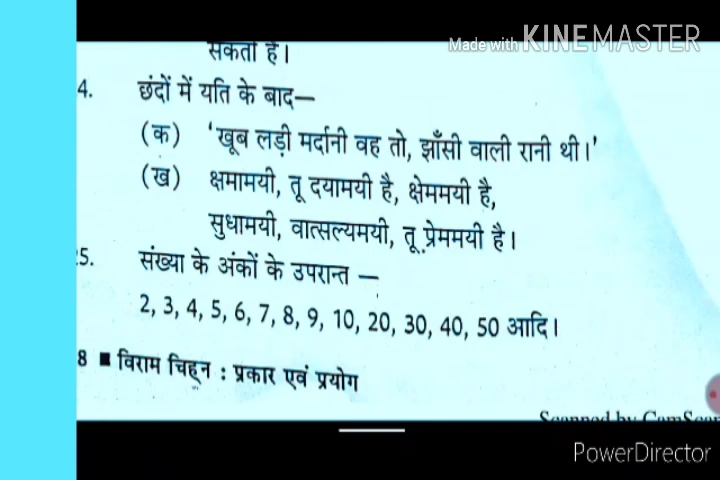 Made with KINEMASTER
सकता है।
4. छंदों में यति के बाद—
(क) 'खूब लड़ी मर्दानी वह तो, झाँसी वाली रानी थी।'
(ख) क्षमामयी, तू दयामयी है, क्षेममयी है,
सुधामयी, वात्सल्यमयी, तू प्रेममयी है।
5. संख्या के अंकों के उपरान्त —
2, 3, 4, 5, 6, 7, 8, 9, 10, 20, 30, 40, 50 आदि।
8 ■ विराम चिह्न : प्रकार एवं प्रयोग
PowerDirector